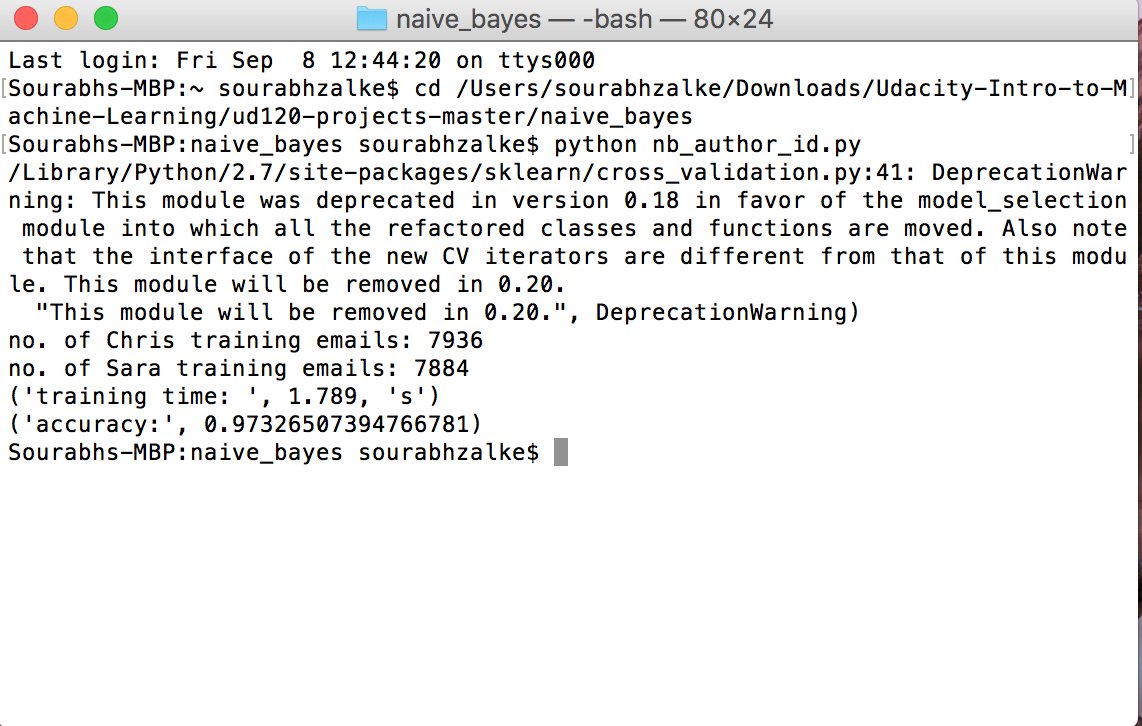 naive_bayes — -bash — 80×24
Last login: Fri Sep  8 12:44:20 on ttys000
[Sourabhs-MBP:~ sourabhzalke$ cd /Users/sourabhzalke/Downloads/Udacity-Intro-to-M]
achine-Learning/ud120-projects-master/naive_bayes
[Sourabhs-MBP:naive_bayes sourabhzalke$ python nb_author_id.py                   ]
/Library/Python/2.7/site-packages/sklearn/cross_validation.py:41: DeprecationWar
ning: This module was deprecated in version 0.18 in favor of the model_selection
 module into which all the refactored classes and functions are moved. Also note
 that the interface of the new CV iterators are different from that of this modu
le. This module will be removed in 0.20.
  "This module will be removed in 0.20.", DeprecationWarning)
no. of Chris training emails: 7936
no. of Sara training emails: 7884
('training time: ', 1.789, 's')
('accuracy:', 0.97326507394766781)
Sourabhs-MBP:naive_bayes sourabhzalke$